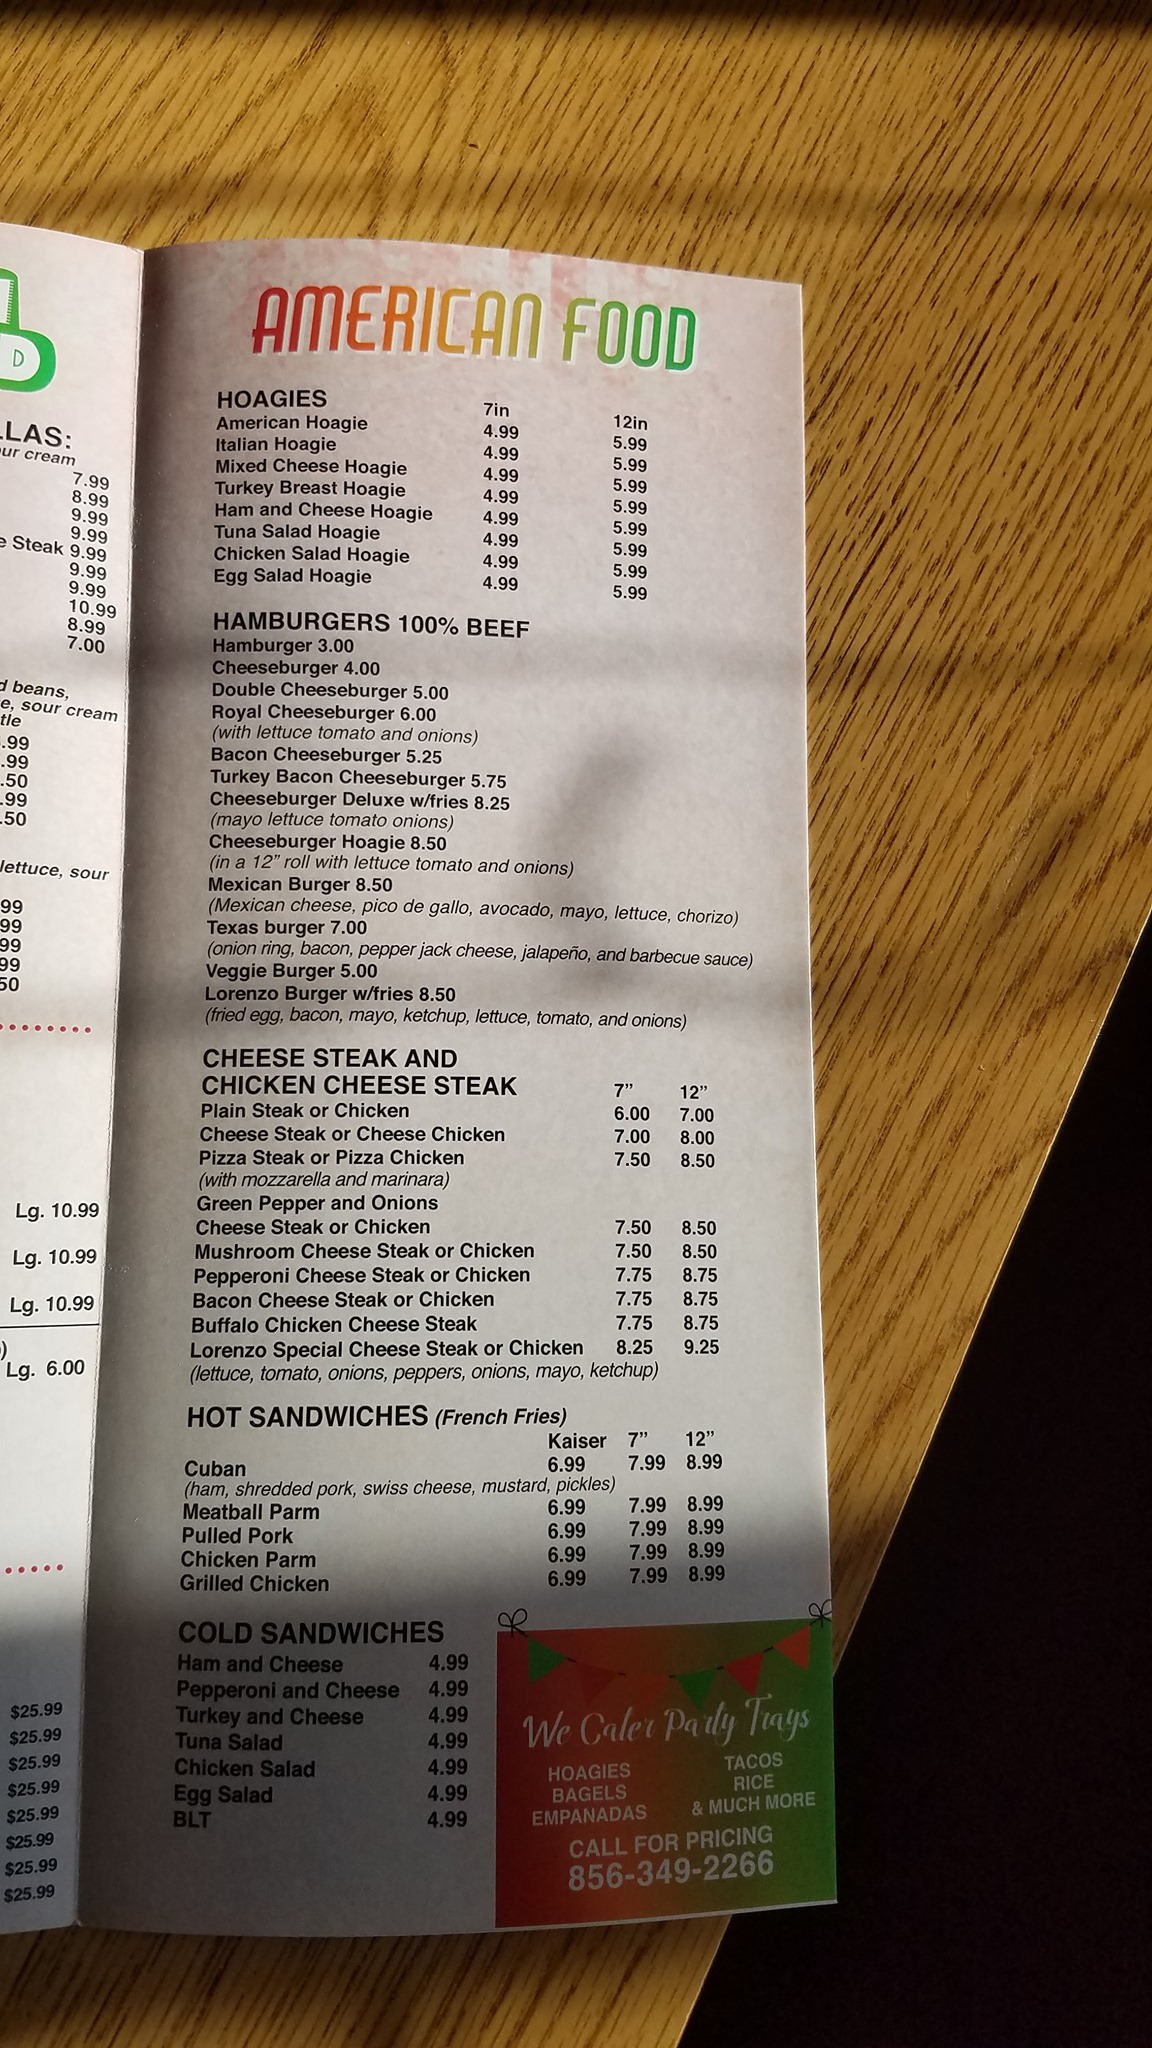 D
LLAS:
ur cream
7.99
8.99
9.99
9.99
e Steak 9.99
9.99
9.99
10.99
8.99
7.00
d beans,
e, sour cream
tle
.99
.99
.50
.99
.50
lettuce, sour
99
99
99
99
50
Lg. 10.99
Lg. 10.99
Lg. 10.99
)
Lg. 6.00
$25.99
$25.99
$25.99
$25.99
$25.99
$25.99
$25.99
$25.99
AMERICAN FOOD
HOAGIES 7in 12in
American Hoagie 4.99 5.99
Italian Hoagie 4.99 5.99
Mixed Cheese Hoagie 4.99 5.99
Turkey Breast Hoagie 4.99 5.99
Ham and Cheese Hoagie 4.99 5.99
Tuna Salad Hoagie 4.99 5.99
Chicken Salad Hoagie 4.99 5.99
Egg Salad Hoagie 4.99 5.99
HAMBURGERS 100% BEEF
Hamburger 3.00
Cheeseburger 4.00
Double Cheeseburger 5.00
Royal Cheeseburger 6.00
(with lettuce tomato and onions)
Bacon Cheeseburger 5.25
Turkey Bacon Cheeseburger 5.75
Cheeseburger Deluxe w/fries 8.25
(mayo lettuce tomato onions)
Cheeseburger Hoagie 8.50
(in a 12” roll with lettuce tomato and onions)
Mexican Burger 8.50
(Mexican cheese, pico de gallo, avocado, mayo, lettuce, chorizo)
Texas burger 7.00
(onion ring, bacon, pepper jack cheese, jalapeño, and barbecue sauce)
Veggie Burger 5.00
Lorenzo Burger w/fries 8.50
(fried egg, bacon, mayo, ketchup, lettuce, tomato, and onions)
CHEESE STEAK AND
CHICKEN CHEESE STEAK 7” 12”
Plain Steak or Chicken 6.00 7.00
Cheese Steak or Cheese Chicken 7.00 8.00
Pizza Steak or Pizza Chicken 7.50 8.50
(with mozzarella and marinara)
Green Pepper and Onions
Cheese Steak or Chicken 7.50 8.50
Mushroom Cheese Steak or Chicken 7.50 8.50
Pepperoni Cheese Steak or Chicken 7.75 8.75
Bacon Cheese Steak or Chicken 7.75 8.75
Buffalo Chicken Cheese Steak 7.75 8.75
Lorenzo Special Cheese Steak or Chicken 8.25 9.25
(lettuce, tomato, onions, peppers, onions, mayo, ketchup)
HOT SANDWICHES (French Fries)
Kaiser 7” 12”
Cuban 6.99 7.99 8.99
(ham, shredded pork, swiss cheese, mustard, pickles)
Meatball Parm 6.99 7.99 8.99
Pulled Pork 6.99 7.99 8.99
Chicken Parm 6.99 7.99 8.99
Grilled Chicken 6.99 7.99 8.99
COLD SANDWICHES
Ham and Cheese 4.99
Pepperoni and Cheese 4.99
Turkey and Cheese 4.99
Tuna Salad 4.99
Chicken Salad 4.99
Egg Salad 4.99
BLT 4.99
We Cater Party Trays
HOAGIES
BAGELS
EMPANADAS
TACOS
RICE
& MUCH MORE
CALL FOR PRICING
856-349-2266